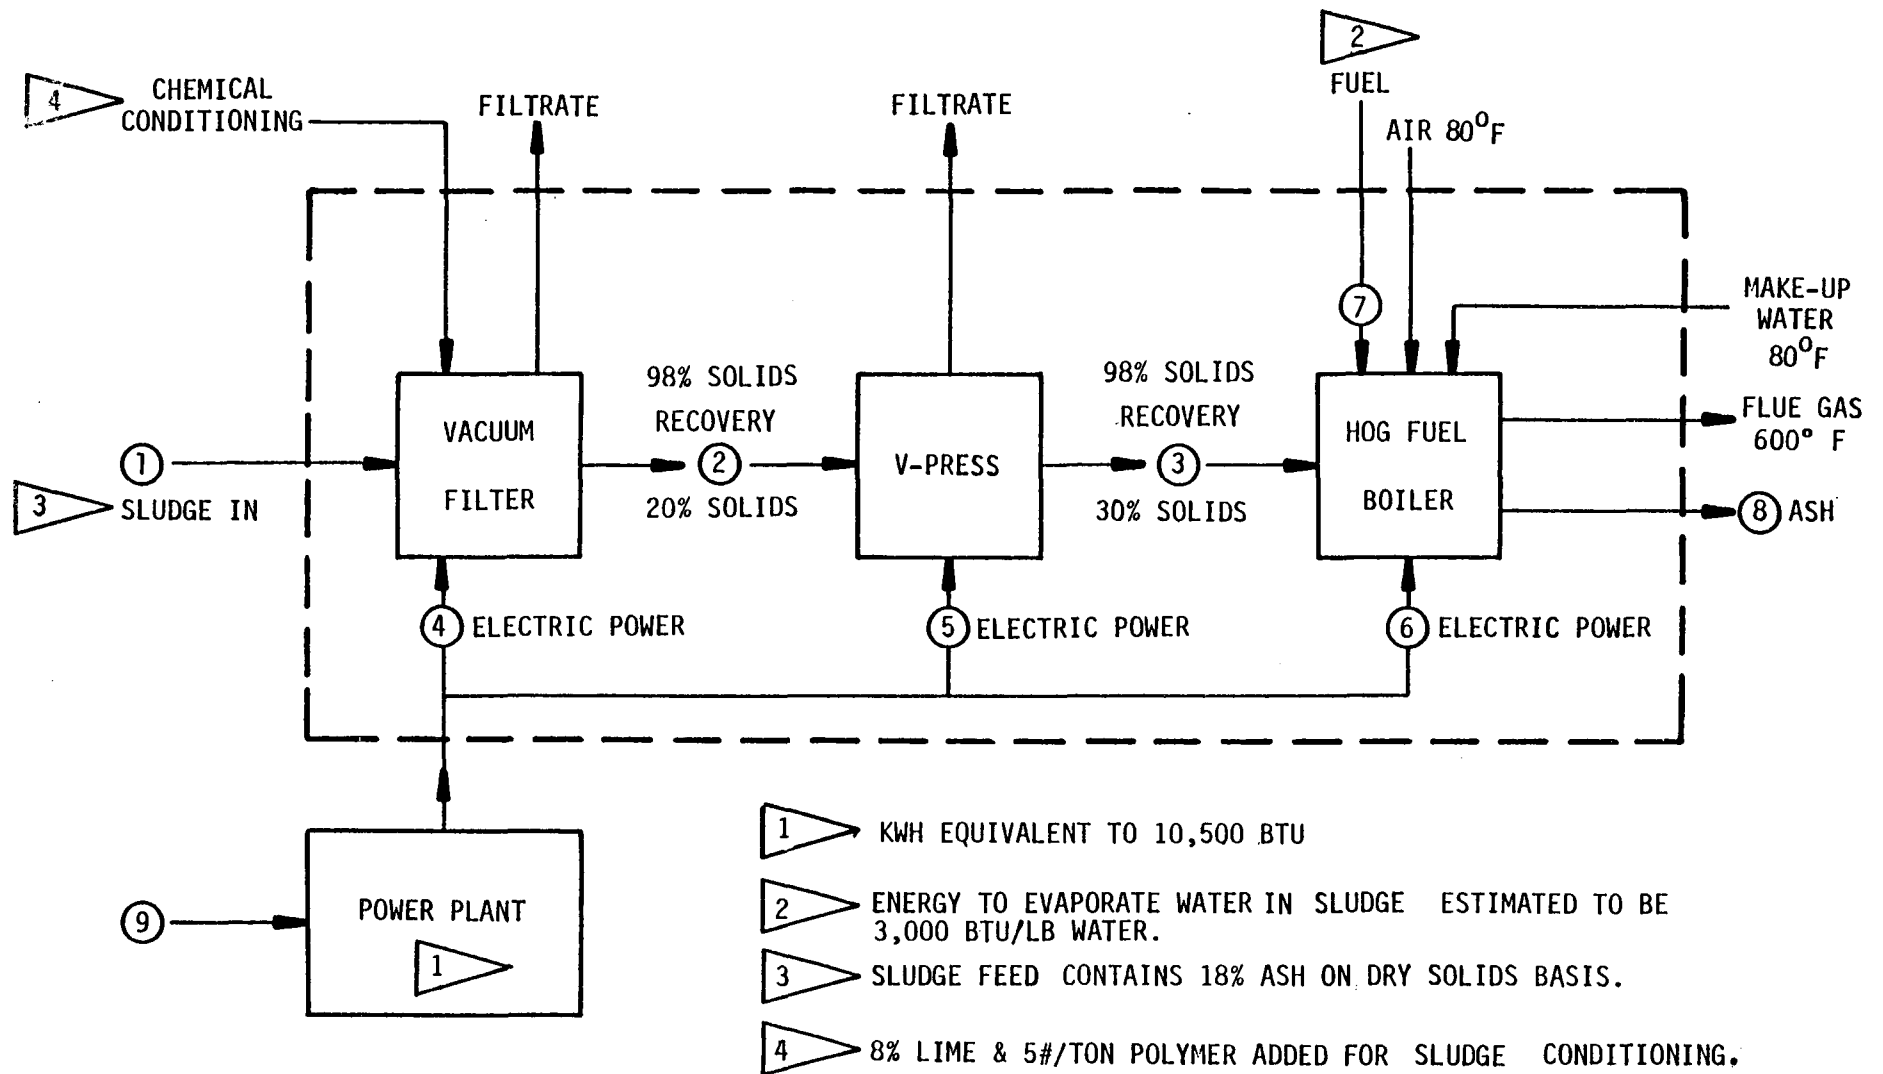 2
FUEL
4
CHEMICAL
CONDITIONING
FILTRATE
FILTRATE
AIR 80°F
7
MAKE-UP
WATER
80°F
1
3
SLUDGE IN
VACUUM
FILTER
98% SOLIDS
RECOVERY
2
20% SOLIDS
V-PRESS
98% SOLIDS
RECOVERY
3
30% SOLIDS
HOG FUEL
BOILER
FLUE GAS
600° F
8 ASH
4 ELECTRIC POWER
5 ELECTRIC POWER
6 ELECTRIC POWER
9
POWER PLANT
1
1 KWH EQUIVALENT TO 10,500 BTU
2 ENERGY TO EVAPORATE WATER IN SLUDGE ESTIMATED TO BE
3,000 BTU/LB WATER.
3 SLUDGE FEED CONTAINS 18% ASH ON DRY SOLIDS BASIS.
4 8% LIME & 5#/TON POLYMER ADDED FOR SLUDGE CONDITIONING.